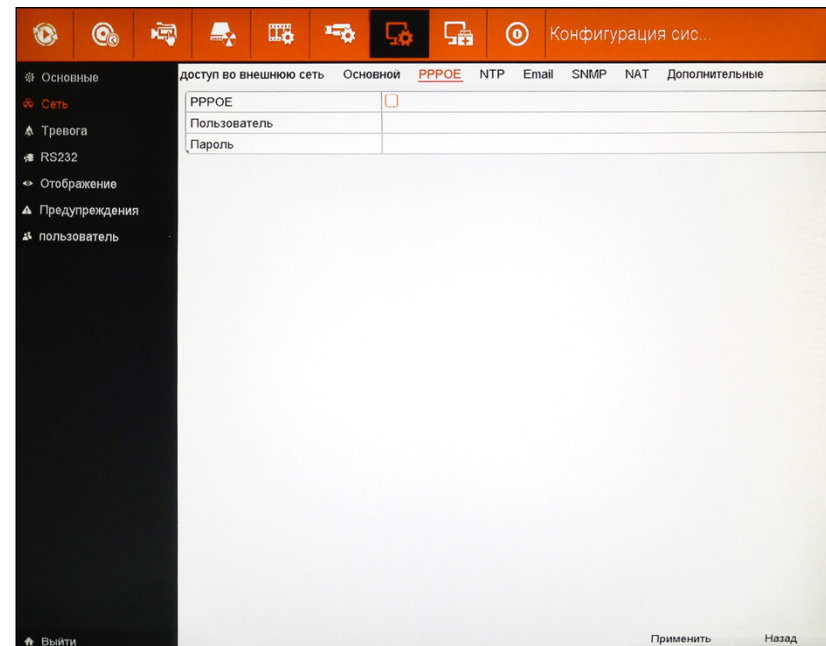 Конфигурация сис...
Основные
Сеть
Тревога
RS232
Отображение
Предупреждения
пользователь
Выйти
доступ во внешнюю сеть Основной PPPOE NTP Email SNMP NAT Дополнительные
PPPOE
Пользователь
Пароль
Применить Назад